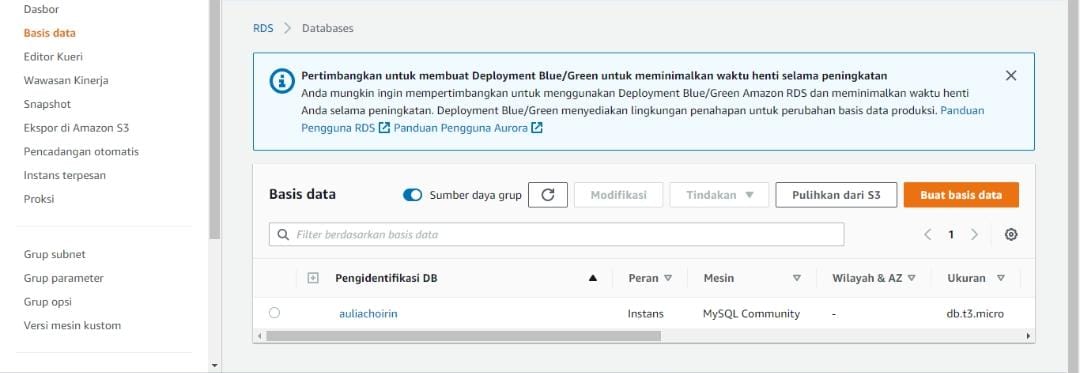 Dasbor
Basis data
Editor Kueri
Wawasan Kinerja
Snapshot
Ekspor di Amazon S3
Pencadangan otomatis
Instans terpesan
Proksi
Grup subnet
Grup parameter
Grup opsi
Versi mesin kustom
RDS > Databases
Pertimbangkan untuk membuat Deployment Blue/Green untuk meminimalkan waktu henti selama peningkatan
Anda mungkin ingin mempertimbangkan untuk menggunakan Deployment Blue/Green Amazon RDS dan meminimalkan waktu henti
Anda selama peningkatan. Deployment Blue/Green menyediakan lingkungan penahapan untuk perubahan basis data produksi. Panduan
Pengguna RDS Panduan Pengguna Aurora
Basis data Sumber daya grup Modifikasi Tindakan Pulihkan dari S3 Buat basis data
Filter berdasarkan basis data 1
Pengidentifikasi DB Peran Mesin Wilayah & AZ Ukuran
auliachoirin Instans MySQL Community - db.t3.micro